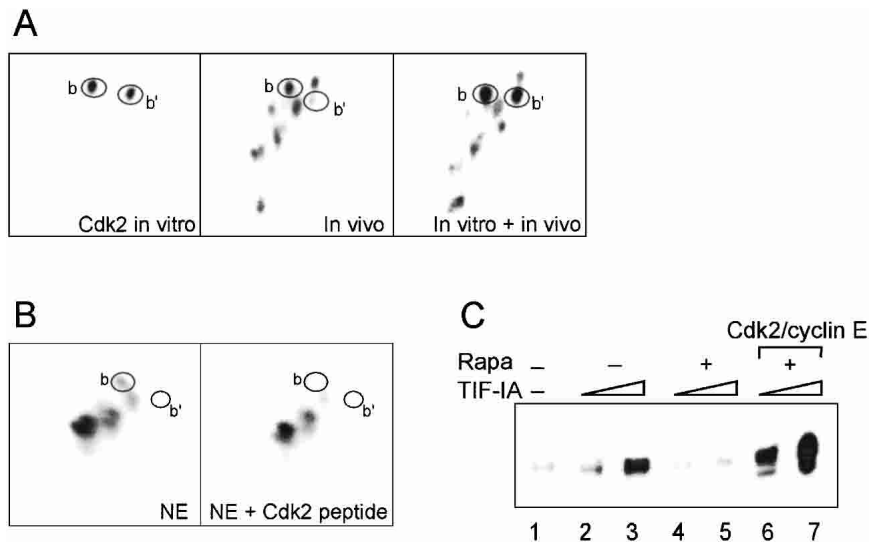 A
b
b'
Cdk2 in vitro
b
b'
In vivo
b
b'
In vitro + in vivo
B
b
b'
NE
b
b'
NE + Cdk2 peptide
C
Cdk2/cyclin E
Rapa – – + +
TIF-IA –
1 2 3 4 5 6 7